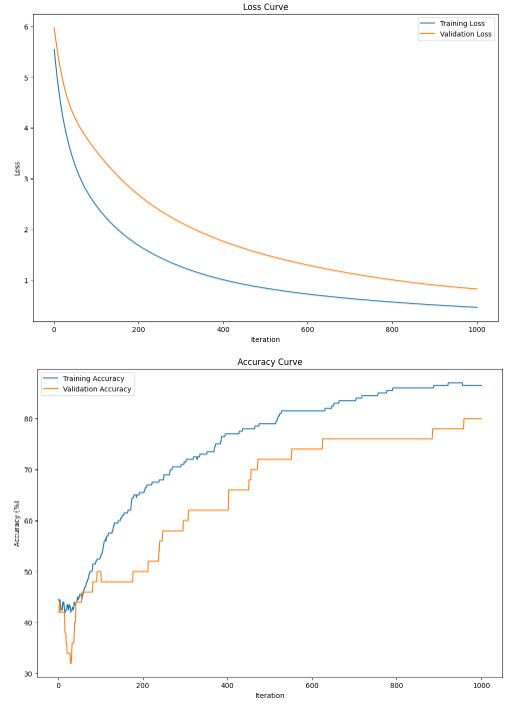 Loss Curve
Training Loss
Validation Loss
6
5
4
3
2
1
Loss
0
200
400
600
800
1000
Iteration
Accuracy Curve
Training Accuracy
Validation Accuracy
80
70
60
50
40
30
Accuracy (%)
0
200
400
600
800
1000
Iteration